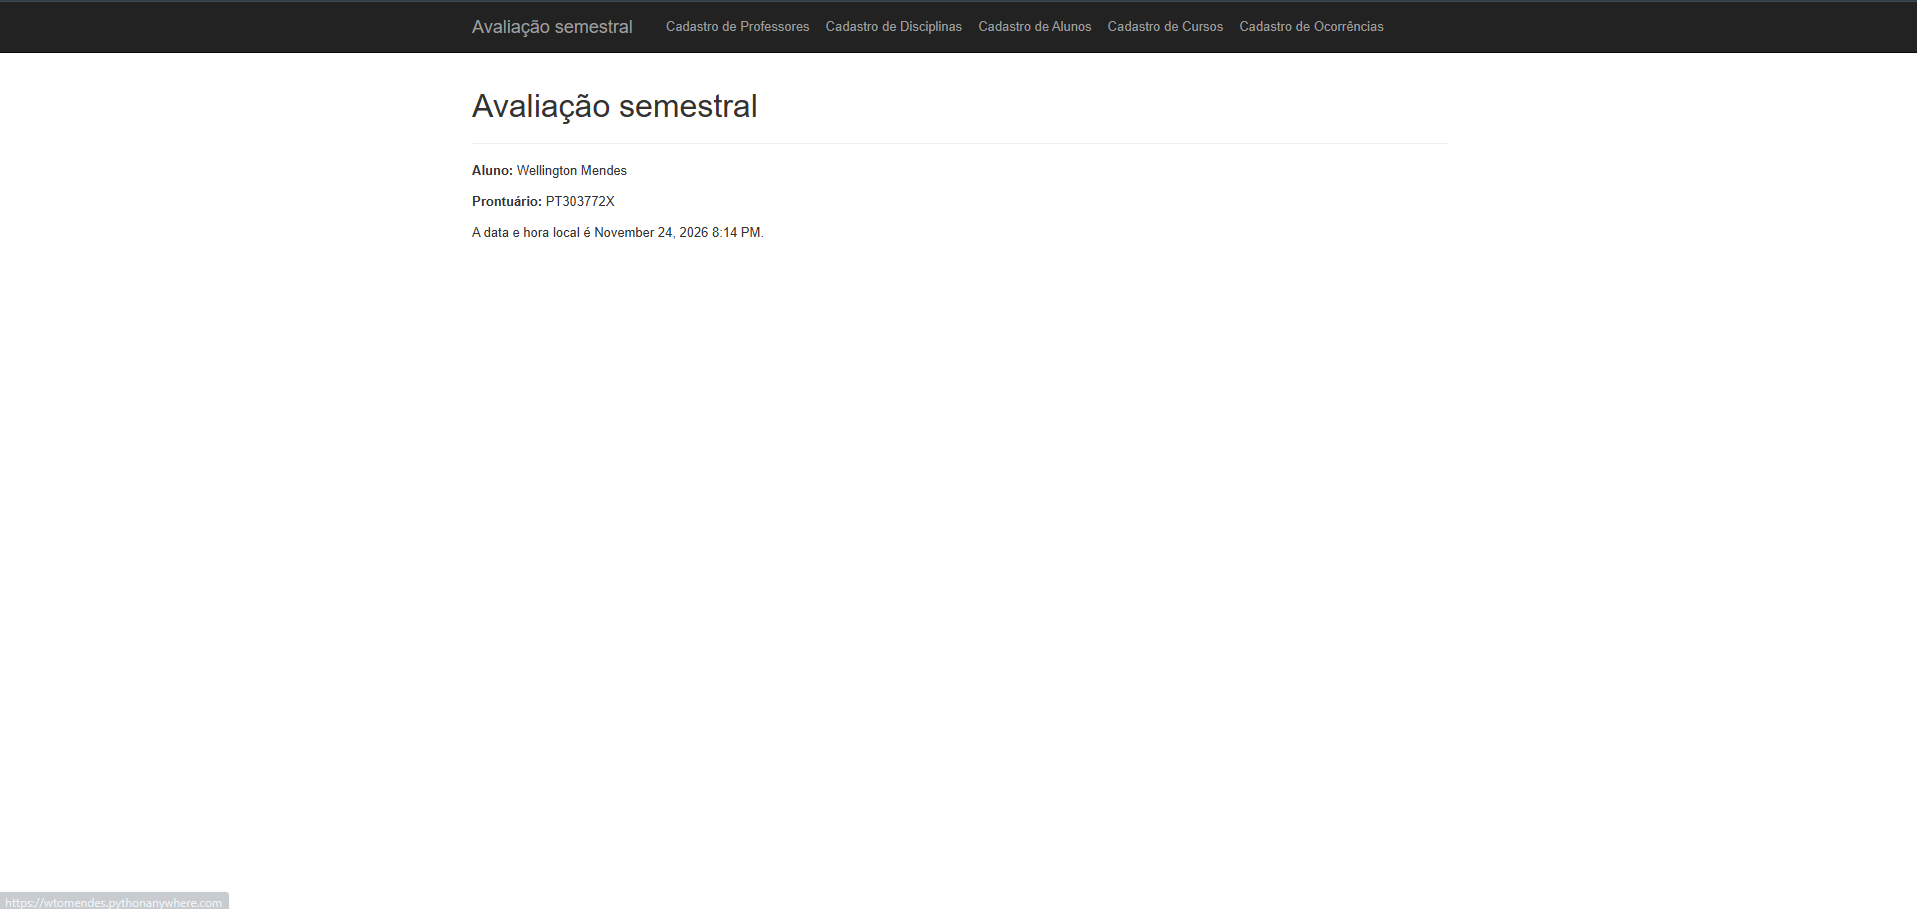 Avaliação semestral Cadastro de Professores Cadastro de Disciplinas Cadastro de Alunos Cadastro de Cursos Cadastro de Ocorrências
Avaliação semestral
Aluno: Wellington Mendes
Prontuário: PT303772X
A data e hora local é November 24, 2026 8:14 PM.
https://wtomendes.pythonanywhere.com